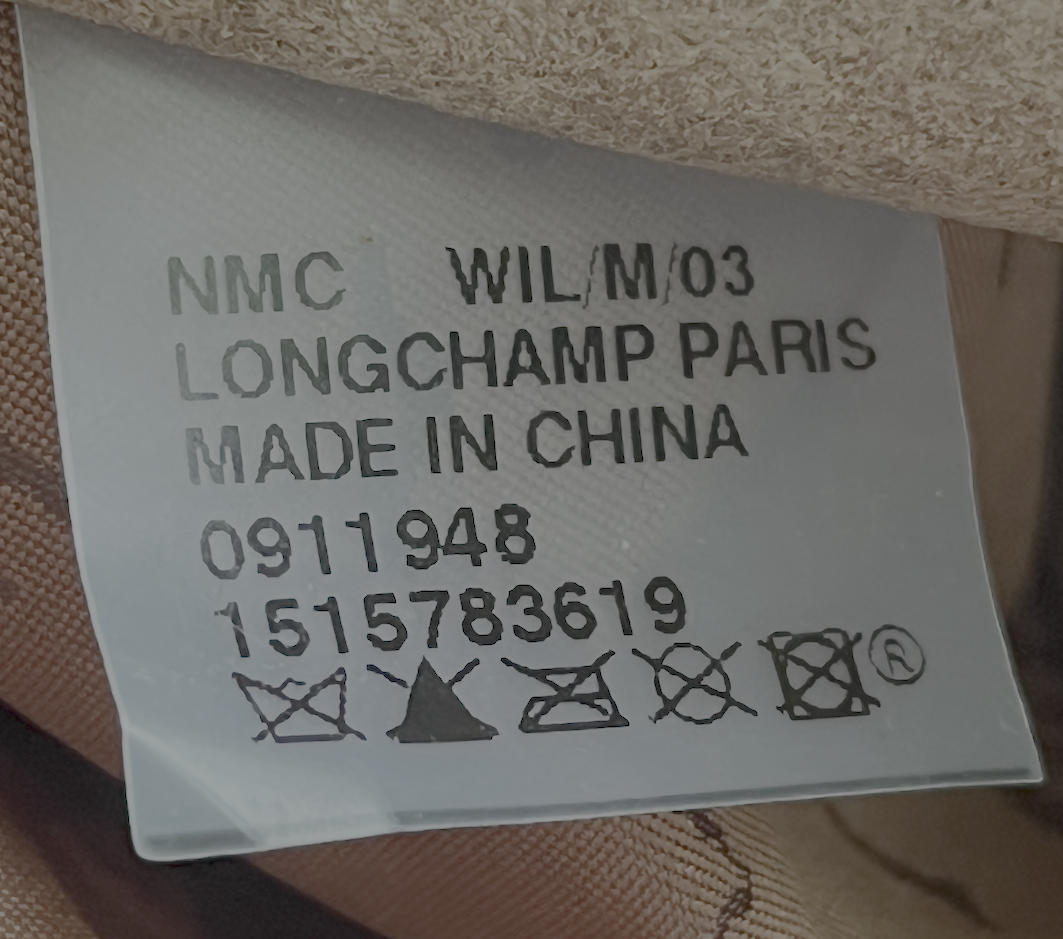 NMC WIL/M/03
LONGCHAMP PARIS
MADE IN CHINA
0911948
1515783619
®